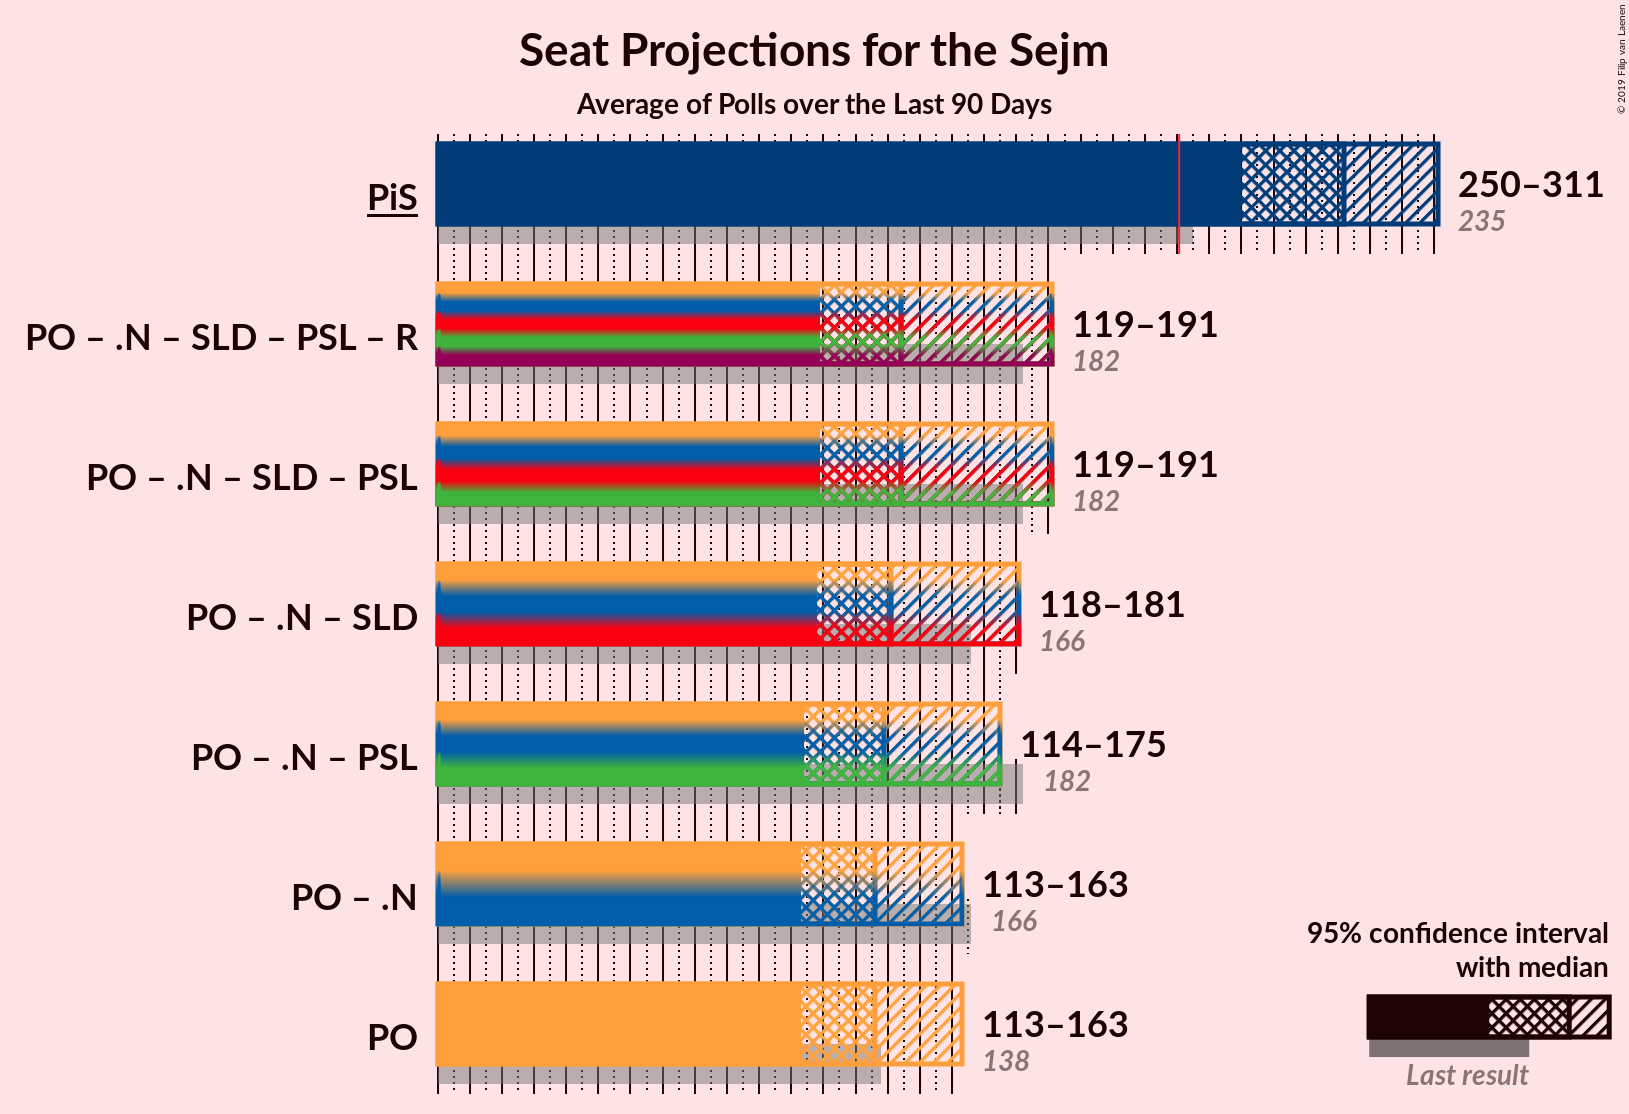 Seat Projections for the Sejm
Average of Polls over the Last 90 Days
© 2019 Filip van Laenen
PiS
250–311
235
PO – .N – SLD – PSL – R
119–191
182
PO – .N – SLD – PSL
119–191
182
PO – .N – SLD
118–181
166
PO – .N – PSL
114–175
182
PO – .N
113–163
166
PO
113–163
138
95% confidence interval
with median
Last result